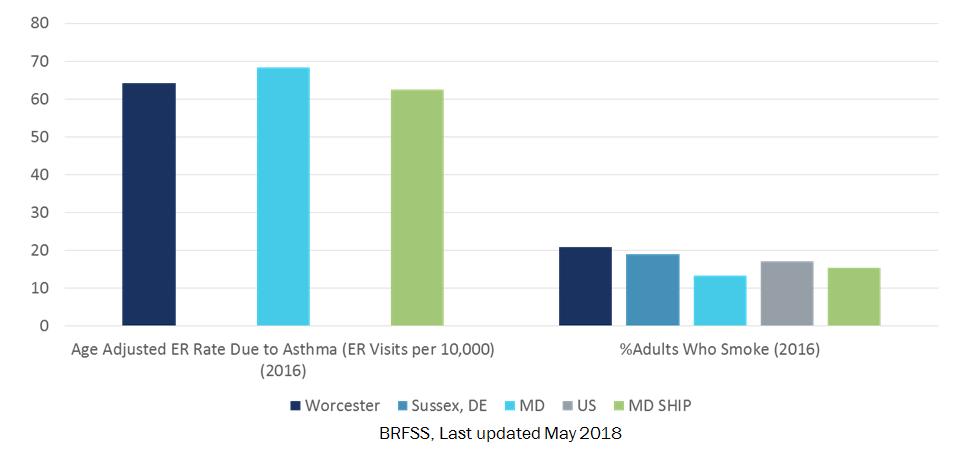 80
70
60
50
40
30
20
10
0
Age Adjusted ER Rate Due to Asthma (ER Visits per 10,000)
(2016)
%Adults Who Smoke (2016)
Worcester Sussex, DE MD US MD SHIP
BRFSS, Last updated May 2018